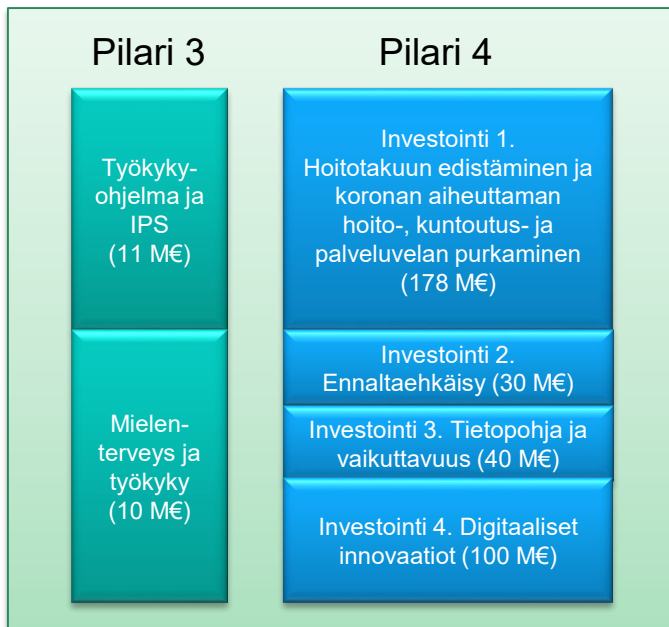 Pilari 3
Työkyky-
ohjelma ja
IPS
(11 M€)
Mielen-
terveys ja
työkyky
(10 M€)
Pilari 4
Investointi 1.
Hoitotakuun edistäminen ja
koronan aiheuttaman
hoito-, kuntoutus- ja
palveluvelan purkaminen
(178 M€)
Investointi 2.
Ennaltaehkäisy (30 M€)
Investointi 3. Tietopohja ja
vaikuttavuus (40 M€)
Investointi 4. Digitaaliset
innovaatiot (100 M€)